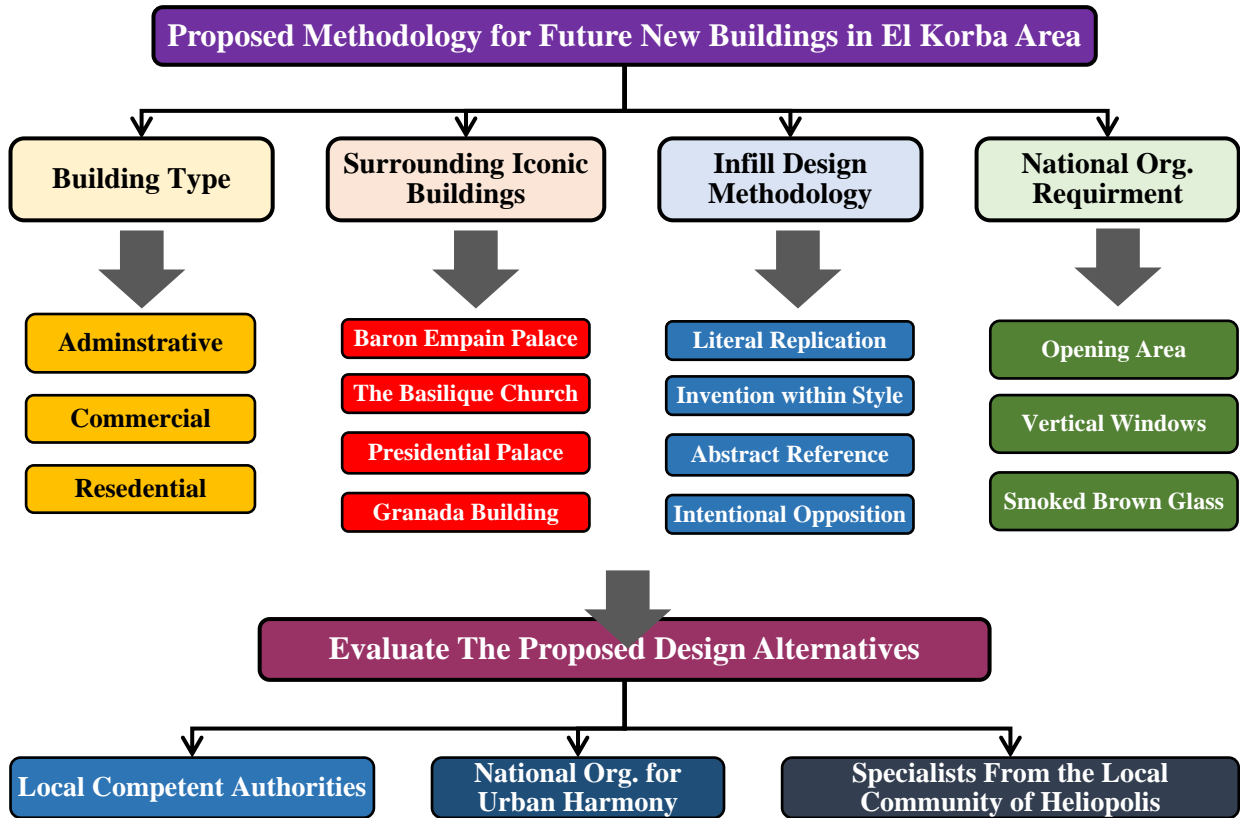 Proposed Methodology for Future New Buildings in El Korba Area
Building Type
Surrounding Iconic
Buildings
Infill Design
Methodology
National Org.
Requirment
Adminstrative
Commercial
Resedential
Baron Empain Palace
The Basilique Church
Presidential Palace
Granada Building
Literal Replication
Invention within Style
Abstract Reference
Intentional Opposition
Opening Area
Vertical Windows
Smoked Brown Glass
Evaluate The Proposed Design Alternatives
Local Competent Authorities
National Org. for
Urban Harmony
Specialists From the Local
Community of Heliopolis